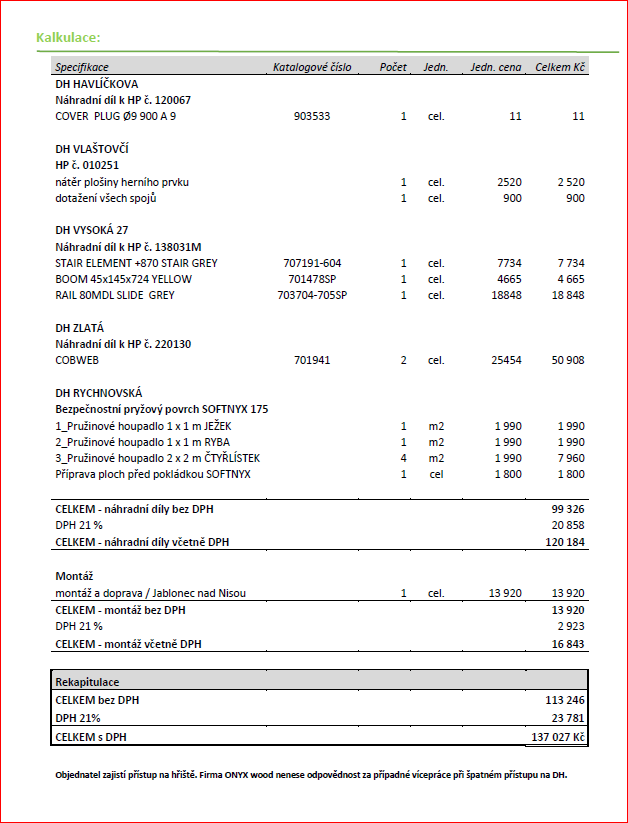 Kalkulace:
Specifikace Katalogové číslo Počet Jedn. Jedn. cena Celkem Kč
DH HAVLÍČKOVA
Náhradní díl k HP č. 120067
COVER PLUG Ø9 900 A 9 903533 1 cel. 11 11
DH VLAŠTOVČÍ
HP č. 010251
nátěr plošiny herního prvku 1 cel. 2520 2 520
dotažení všech spojů 1 cel. 900 900
DH VYSOKÁ 27
Náhradní díl k HP č. 138031M
STAIR ELEMENT +870 STAIR GREY 707191-604 1 cel. 7734 7 734
BOOM 45x145x724 YELLOW 701478SP 1 cel. 4665 4 665
RAIL 80MDL SLIDE GREY 703704-705SP 1 cel. 18848 18 848
DH ZLATÁ
Náhradní díl k HP č. 220130
COBWEB 701941 2 cel. 25454 50 908
DH RYCHNOVSKÁ
Bezpečnostní pryžový povrch SOFTNYX 175
1_Pružinové houpadlo 1 x 1 m JEŽEK 1 m2 1 990 1 990
2_Pružinové houpadlo 1 x 1 m RYBA 1 m2 1 990 1 990
3_Pružinové houpadlo 2 x 2 m ČTYŘLÍSTEK 4 m2 1 990 7 960
Příprava ploch před pokládkou SOFTNYX 1 cel 1 800 1 800
CELKEM - náhradní díly bez DPH 99 326
DPH 21 % 20 858
CELKEM - náhradní díly včetně DPH 120 184
Montáž
montáž a doprava / Jablonec nad Nisou 1 cel. 13 920 13 920
CELKEM - montáž bez DPH 13 920
DPH 21 % 2 923
CELKEM - montáž včetně DPH 16 843
Rekapitulace
CELKEM bez DPH 113 246
DPH 21% 23 781
CELKEM s DPH 137 027 Kč
Objednatel zajistí přístup na hřiště. Firma ONYX wood nenese odpovědnost za případné vícepráce při špatném přístupu na DH.